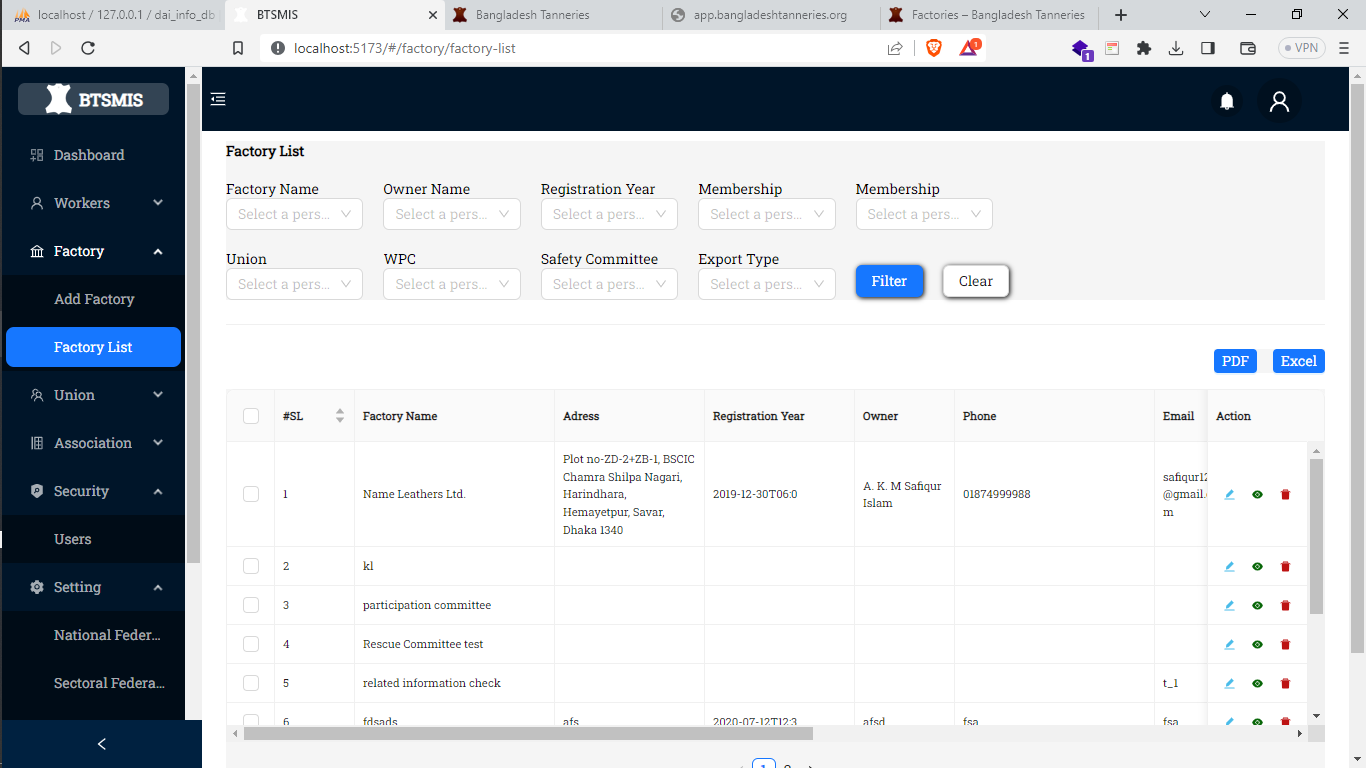 localhost / 127.0.0.1 / dai_info_db
BTSMIS
Bangladesh Tanneries
app.bangladeshtanneries.org
Factories – Bangladesh Tanneries
localhost:5173/#/factory/factory-list
1
1
VPN
BTSMIS
Dashboard
Workers
Factory
Add Factory
Factory List
Union
Association
Security
Users
Setting
National Feder...
Sectoral Federa...
Factory List
Factory Name Owner Name Registration Year Membership Membership
Select a pers... Select a pers... Select a pers... Select a pers... Select a pers...
Union WPC Safety Committee Export Type
Select a pers... Select a pers... Select a pers... Select a pers... Filter Clear
PDF Excel
#SL Factory Name Adress Registration Year Owner Phone Email Action
1 Name Leathers Ltd.
Plot no-ZD-2+ZB-1, BSCIC
Chamra Shilpa Nagari,
Harindhara,
Hemayetpur, Savar,
Dhaka 1340
2019-12-30T06:0
A. K. M Safiqur
Islam
01874999988
safiqur12
@gmail.
m
2 kl
3 participation committee
4 Rescue Committee test
5 related information check t_1
6 fdsads afs 2020-07-12T12:3 afsd fsa fsa